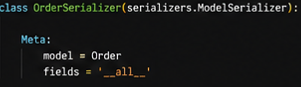 class OrderSerializer(serializers.ModelSerializer):
Meta:
model = Order
fields = '__all__'